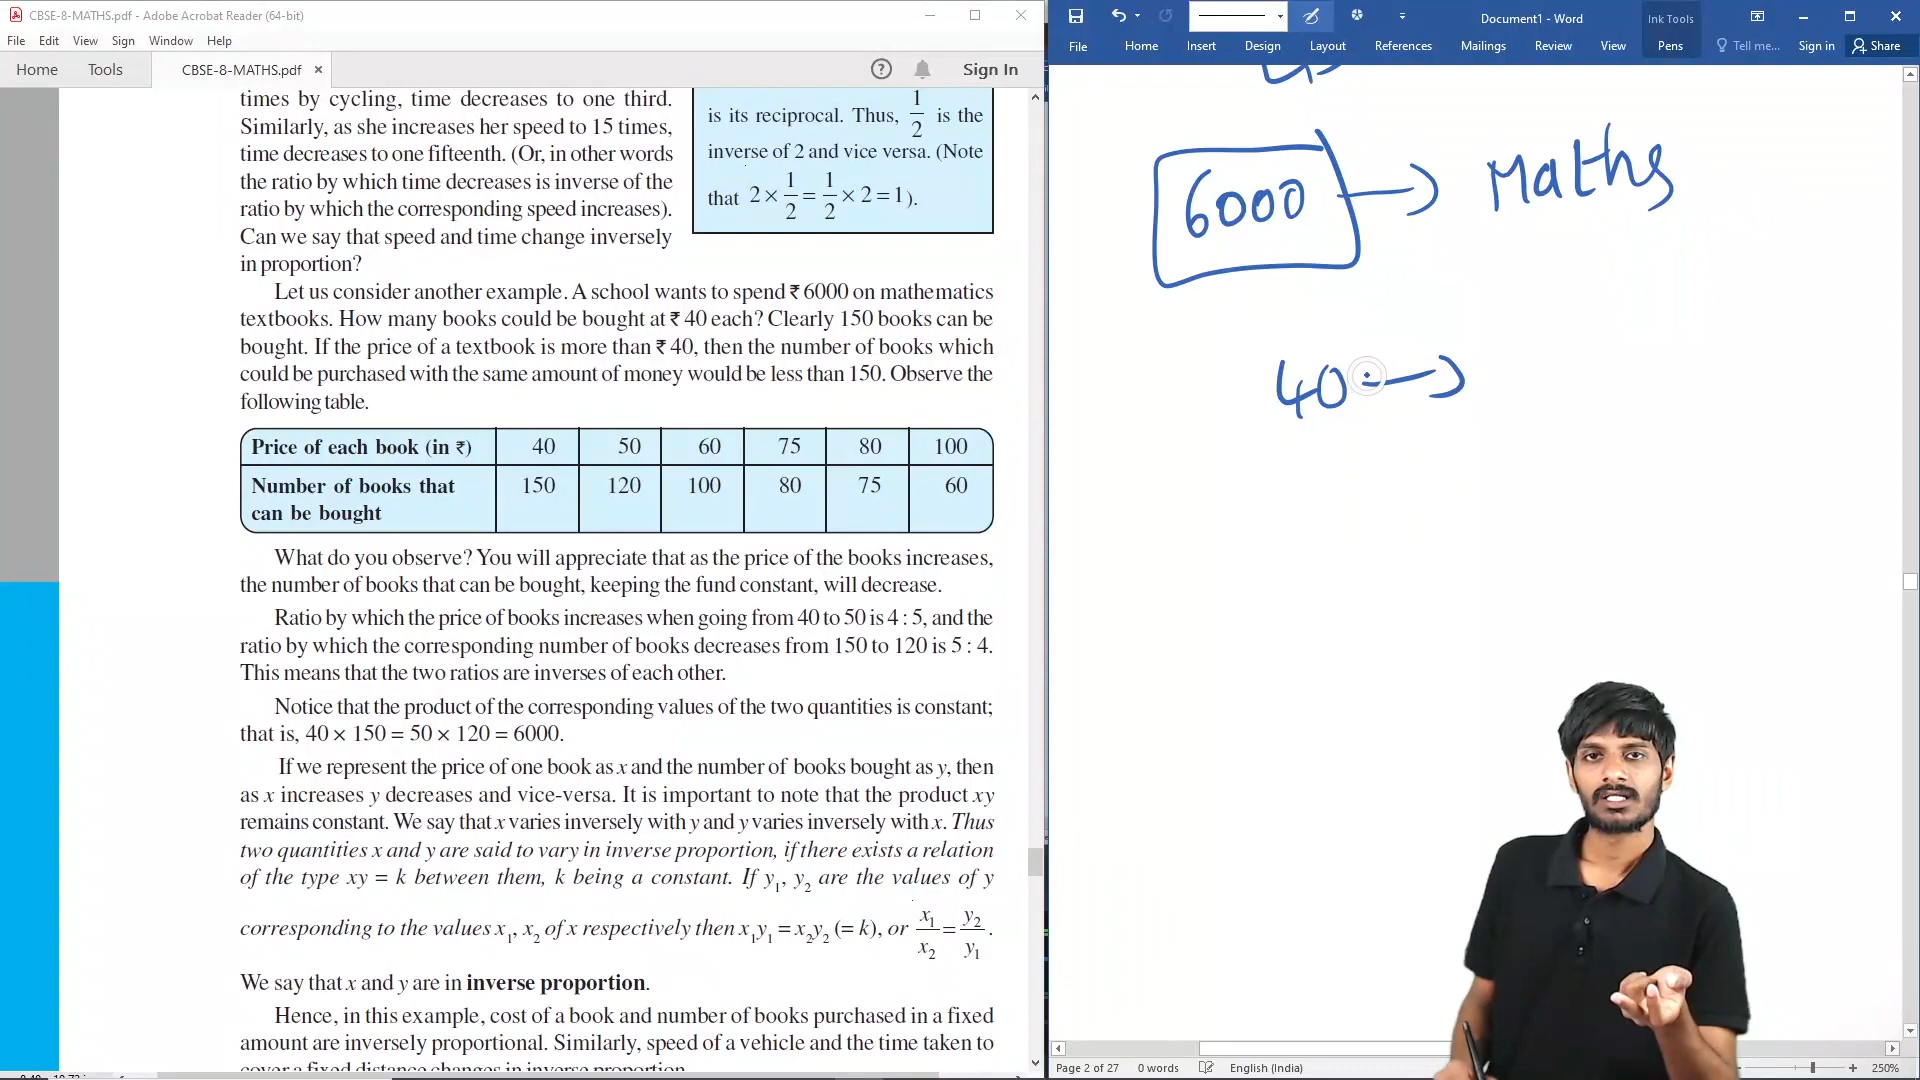 CBSE-8-MATHS.pdf - Adobe Acrobat Reader (64-bit)
File Edit View Sign Window Help
Home Tools CBSE-8-MATHS.pdf × Sign In
times by cycling, time decreases to one third.
Similarly, as she increases her speed to 15 times,
time decreases to one fifteenth. (Or, in other words
the ratio by which time decreases is inverse of the
ratio by which the corresponding speed increases).
Can we say that speed and time change inversely
in proportion?
is its reciprocal. Thus, 1/2 is the
inverse of 2 and vice versa. (Note
that 2 × 1/2 = 1/2 × 2 = 1).
Let us consider another example. A school wants to spend ₹ 6000 on mathematics
textbooks. How many books could be bought at ₹ 40 each? Clearly 150 books can be
bought. If the price of a textbook is more than ₹ 40, then the number of books which
could be purchased with the same amount of money would be less than 150. Observe the
following table.
Price of each book (in ₹) 40 50 60 75 80 100
Number of books that 150 120 100 80 75 60
can be bought
What do you observe? You will appreciate that as the price of the books increases,
the number of books that can be bought, keeping the fund constant, will decrease.
Ratio by which the price of books increases when going from 40 to 50 is 4 : 5, and the
ratio by which the corresponding number of books decreases from 150 to 120 is 5 : 4.
This means that the two ratios are inverses of each other.
Notice that the product of the corresponding values of the two quantities is constant;
that is, 40 × 150 = 50 × 120 = 6000.
If we represent the price of one book as x and the number of books bought as y, then
as x increases y decreases and vice-versa. It is important to note that the product xy
remains constant. We say that x varies inversely with y and y varies inversely with x. Thus
two quantities x and y are said to vary in inverse proportion, if there exists a relation
of the type xy = k between them, k being a constant. If y₁, y₂ are the values of y
corresponding to the values x₁, x₂ of x respectively then x₁y₁ = x₂y₂ (= k), or x₁/x₂ = y₂/y₁.
We say that x and y are in inverse proportion.
Hence, in this example, cost of a book and number of books purchased in a fixed
amount are inversely proportional. Similarly, speed of a vehicle and the time taken to
cover a fixed distance changes in inverse proportion.
Document1 - Word Ink Tools
File Home Insert Design Layout References Mailings Review View Pens Tell me... Sign in Share
6000 → Maths
40 →
Page 2 of 27 0 words English (India) 250%